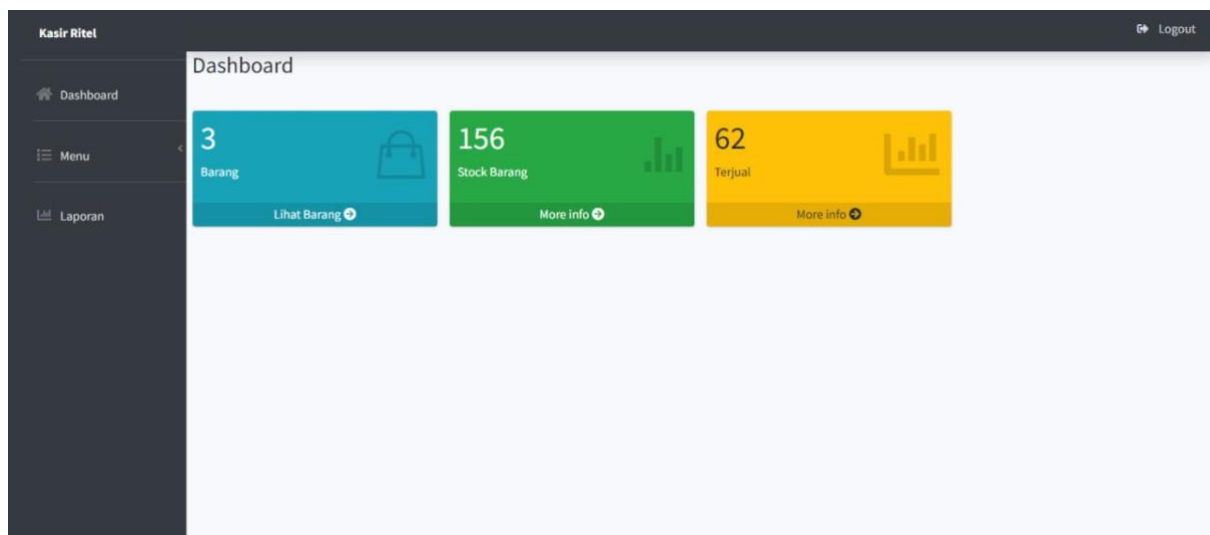 Kasir Ritel
Logout
Dashboard
Menu
Laporan
Dashboard
3
Barang
Lihat Barang
156
Stock Barang
More info
62
Terjual
More info